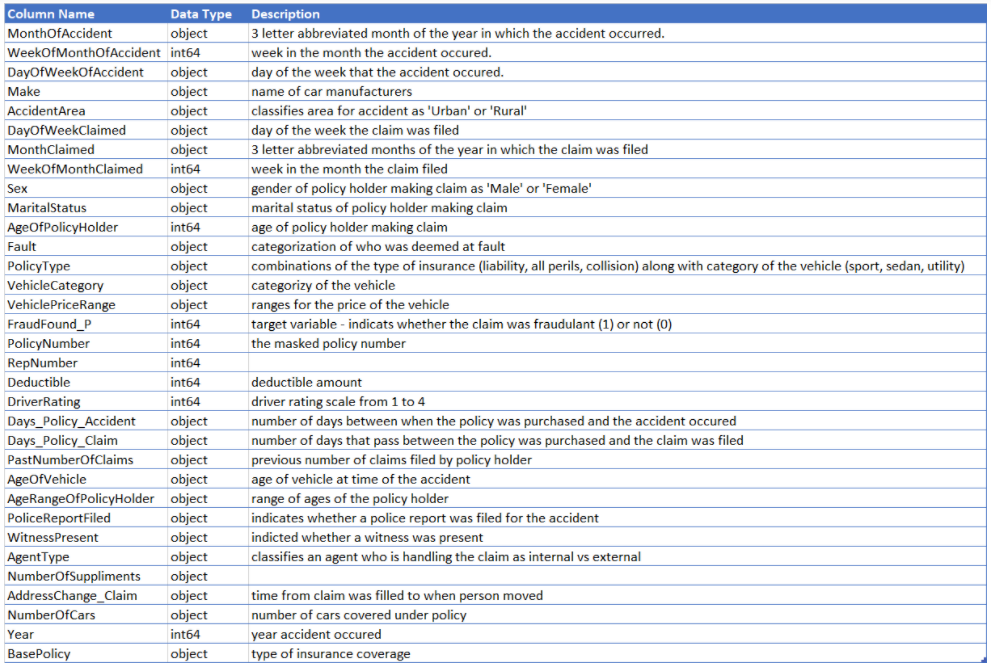 Column Name Data Type Description
MonthOfAccident object 3 letter abbreviated month of the year in which the accident occurred.
WeekOfMonthOfAccident int64 week in the month the accident occured.
DayOfWeekOfAccident object day of the week that the accident occured.
Make object name of car manufacturers
AccidentArea object classifies area for accident as 'Urban' or 'Rural'
DayOfWeekClaimed object day of the week the claim was filed
MonthClaimed object 3 letter abbreviated months of the year in which the claim was filed
WeekOfMonthClaimed int64 week in the month the claim filed
Sex object gender of policy holder making claim as 'Male' or 'Female'
MaritalStatus object marital status of policy holder making claim
AgeOfPolicyHolder int64 age of policy holder making claim
Fault object categorization of who was deemed at fault
PolicyType object combinations of the type of insurance (liability, all perils, collision) along with category of the vehicle (sport, sedan, utility)
VehicleCategory object categorizy of the vehicle
VehiclePriceRange object ranges for the price of the vehicle
FraudFound_P int64 target variable - indicats whether the claim was fraudulant (1) or not (0)
PolicyNumber int64 the masked policy number
RepNumber int64
Deductible int64 deductible amount
DriverRating int64 driver rating scale from 1 to 4
Days_Policy_Accident object number of days between when the policy was purchased and the accident occured
Days_Policy_Claim object number of days that pass between the policy was purchased and the claim was filed
PastNumberOfClaims object previous number of claims filed by policy holder
AgeOfVehicle object age of vehicle at time of the accident
AgeRangeOfPolicyHolder object range of ages of the policy holder
PoliceReportFiled object indicates whether a police report was filed for the accident
WitnessPresent object indicted whether a witness was present
AgentType object classifies an agent who is handling the claim as internal vs external
NumberOfSuppliments object
AddressChange_Claim object time from claim was filled to when person moved
NumberOfCars object number of cars covered under policy
Year int64 year accident occured
BasePolicy object type of insurance coverage